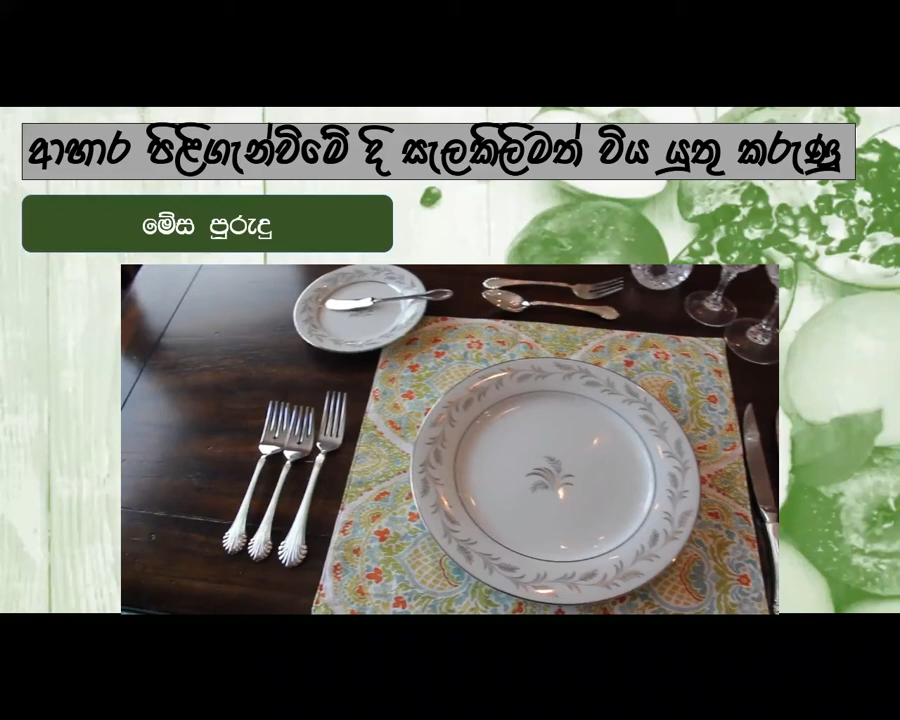 ආහාර පිළිගැන්වීමේ දි සැලකිලිමත් විය යුතු කරුණු
මේස පුරුදු